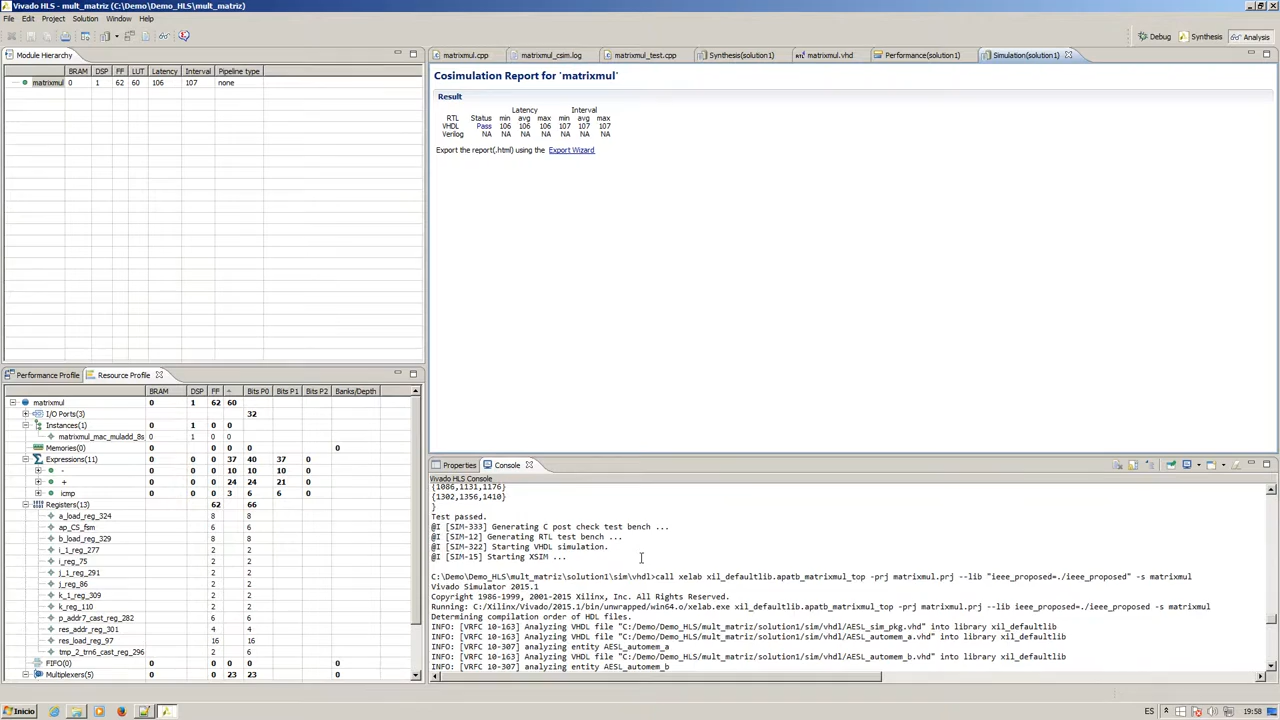 Vivado HLS - mult_matriz (C:\Demo\Demo_HLS\mult_matriz)
File Edit Project Solution Window Help
Debug Synthesis Analysis
Module Hierarchy
BRAM DSP FF LUT Latency Interval Pipeline type
matrixmul 0 1 62 60 106 107 none
matrixmul.cpp matrixmul_csim.log matrixmul_test.cpp Synthesis(solution1) matrixmul.vhd Performance(solution1) Simulation(solution1)
Cosimulation Report for 'matrixmul'
Result
Latency Interval
RTL Status min avg max min avg max
VHDL Pass 106 106 106 107 107 107
Verilog NA NA NA NA NA NA NA
Export the report(.html) using the Export Wizard
Performance Profile Resource Profile
BRAM DSP FF Bits P0 Bits P1 Bits P2 Banks/Depth
matrixmul 0 1 62 60
I/O Ports(3) 32
Instances(1) 0 1 0 0
matrixmul_mac_muladd_8s 0 1 0 0
Memories(0) 0 0 0 0
Expressions(11) 0 0 37 40 37 0
- 0 0 10 10 10 0
+ 0 0 24 24 21 0
icmp 0 0 3 6 6 0
Registers(13) 62 66
a_load_reg_324 8 8
ap_CS_fsm 6 6
b_load_reg_329 8 8
i_1_reg_277 2 2
i_reg_75 2 2
j_1_reg_291 2 2
j_reg_86 2 2
k_1_reg_309 2 2
k_reg_110 2 2
p_addr7_cast_reg_282 6 6
res_addr_reg_301 4 4
res_load_reg_97 16 16
tmp_2_trn6_cast_reg_296 2 6
FIFO(0) 0 0 0 0
Multiplexers(5) 0 0 23 23 0
Properties Console
Vivado HLS Console
{1086,1131,1176}
{1302,1356,1410}
}
Test passed.
@I [SIM-333] Generating C post check test bench ...
@I [SIM-12] Generating RTL test bench ...
@I [SIM-322] Starting VHDL simulation.
@I [SIM-15] Starting XSIM ...
C:\Demo\Demo_HLS\mult_matriz\solution1\sim\vhdl>call xelab xil_defaultlib.apatb_matrixmul_top -prj matrixmul.prj --lib "ieee_proposed=./ieee_proposed" -s matrixmul
Vivado Simulator 2015.1
Copyright 1986-1999, 2001-2015 Xilinx, Inc. All Rights Reserved.
Running: C:/Xilinx/Vivado/2015.1/bin/unwrapped/win64.o/xelab.exe xil_defaultlib.apatb_matrixmul_top -prj matrixmul.prj --lib ieee_proposed=./ieee_proposed -s matrixmul
Determining compilation order of HDL files.
INFO: [VRFC 10-163] Analyzing VHDL file "C:/Demo/Demo_HLS/mult_matriz/solution1/sim/vhdl/AESL_sim_pkg.vhd" into library xil_defaultlib
INFO: [VRFC 10-163] Analyzing VHDL file "C:/Demo/Demo_HLS/mult_matriz/solution1/sim/vhdl/AESL_automem_a.vhd" into library xil_defaultlib
INFO: [VRFC 10-307] analyzing entity AESL_automem_a
INFO: [VRFC 10-163] Analyzing VHDL file "C:/Demo/Demo_HLS/mult_matriz/solution1/sim/vhdl/AESL_automem_b.vhd" into library xil_defaultlib
INFO: [VRFC 10-307] analyzing entity AESL_automem_b
Inicio ES 19:58